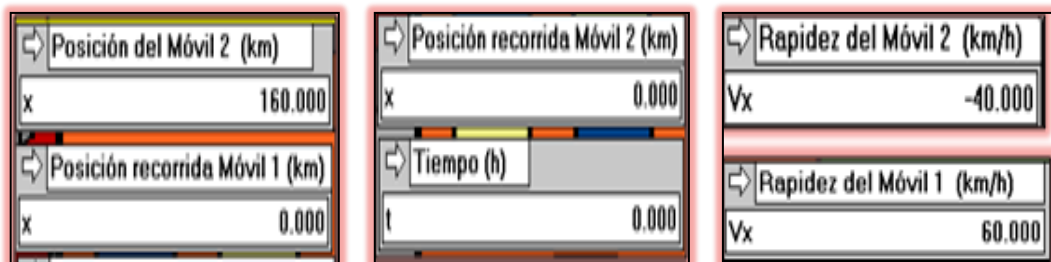 Posición del Móvil 2 (km)
x 160.000
Posición recorrida Móvil 1 (km)
x 0.000
Posición recorrida Móvil 2 (km)
x 0.000
Tiempo (h)
t 0.000
Rapidez del Móvil 2 (km/h)
Vx -40.000
Rapidez del Móvil 1 (km/h)
Vx 60.000